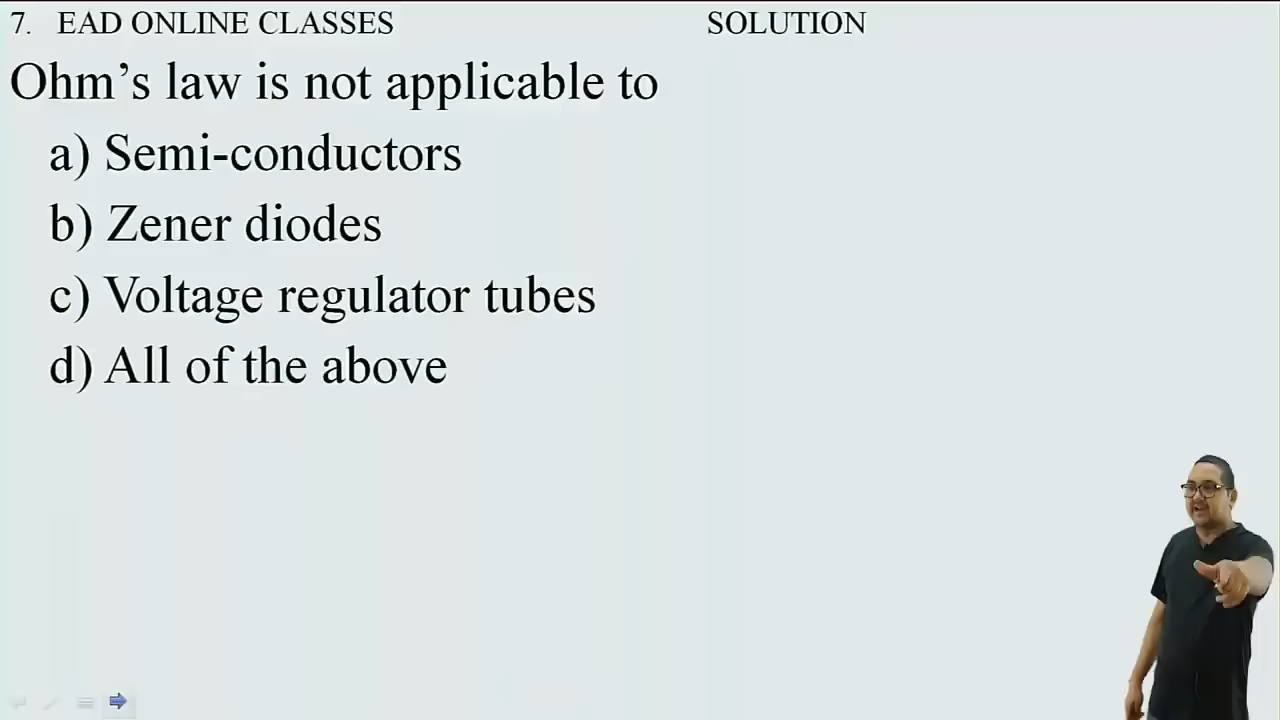 7. EAD ONLINE CLASSES
SOLUTION
Ohm’s law is not applicable to
a) Semi-conductors
b) Zener diodes
c) Voltage regulator tubes
d) All of the above